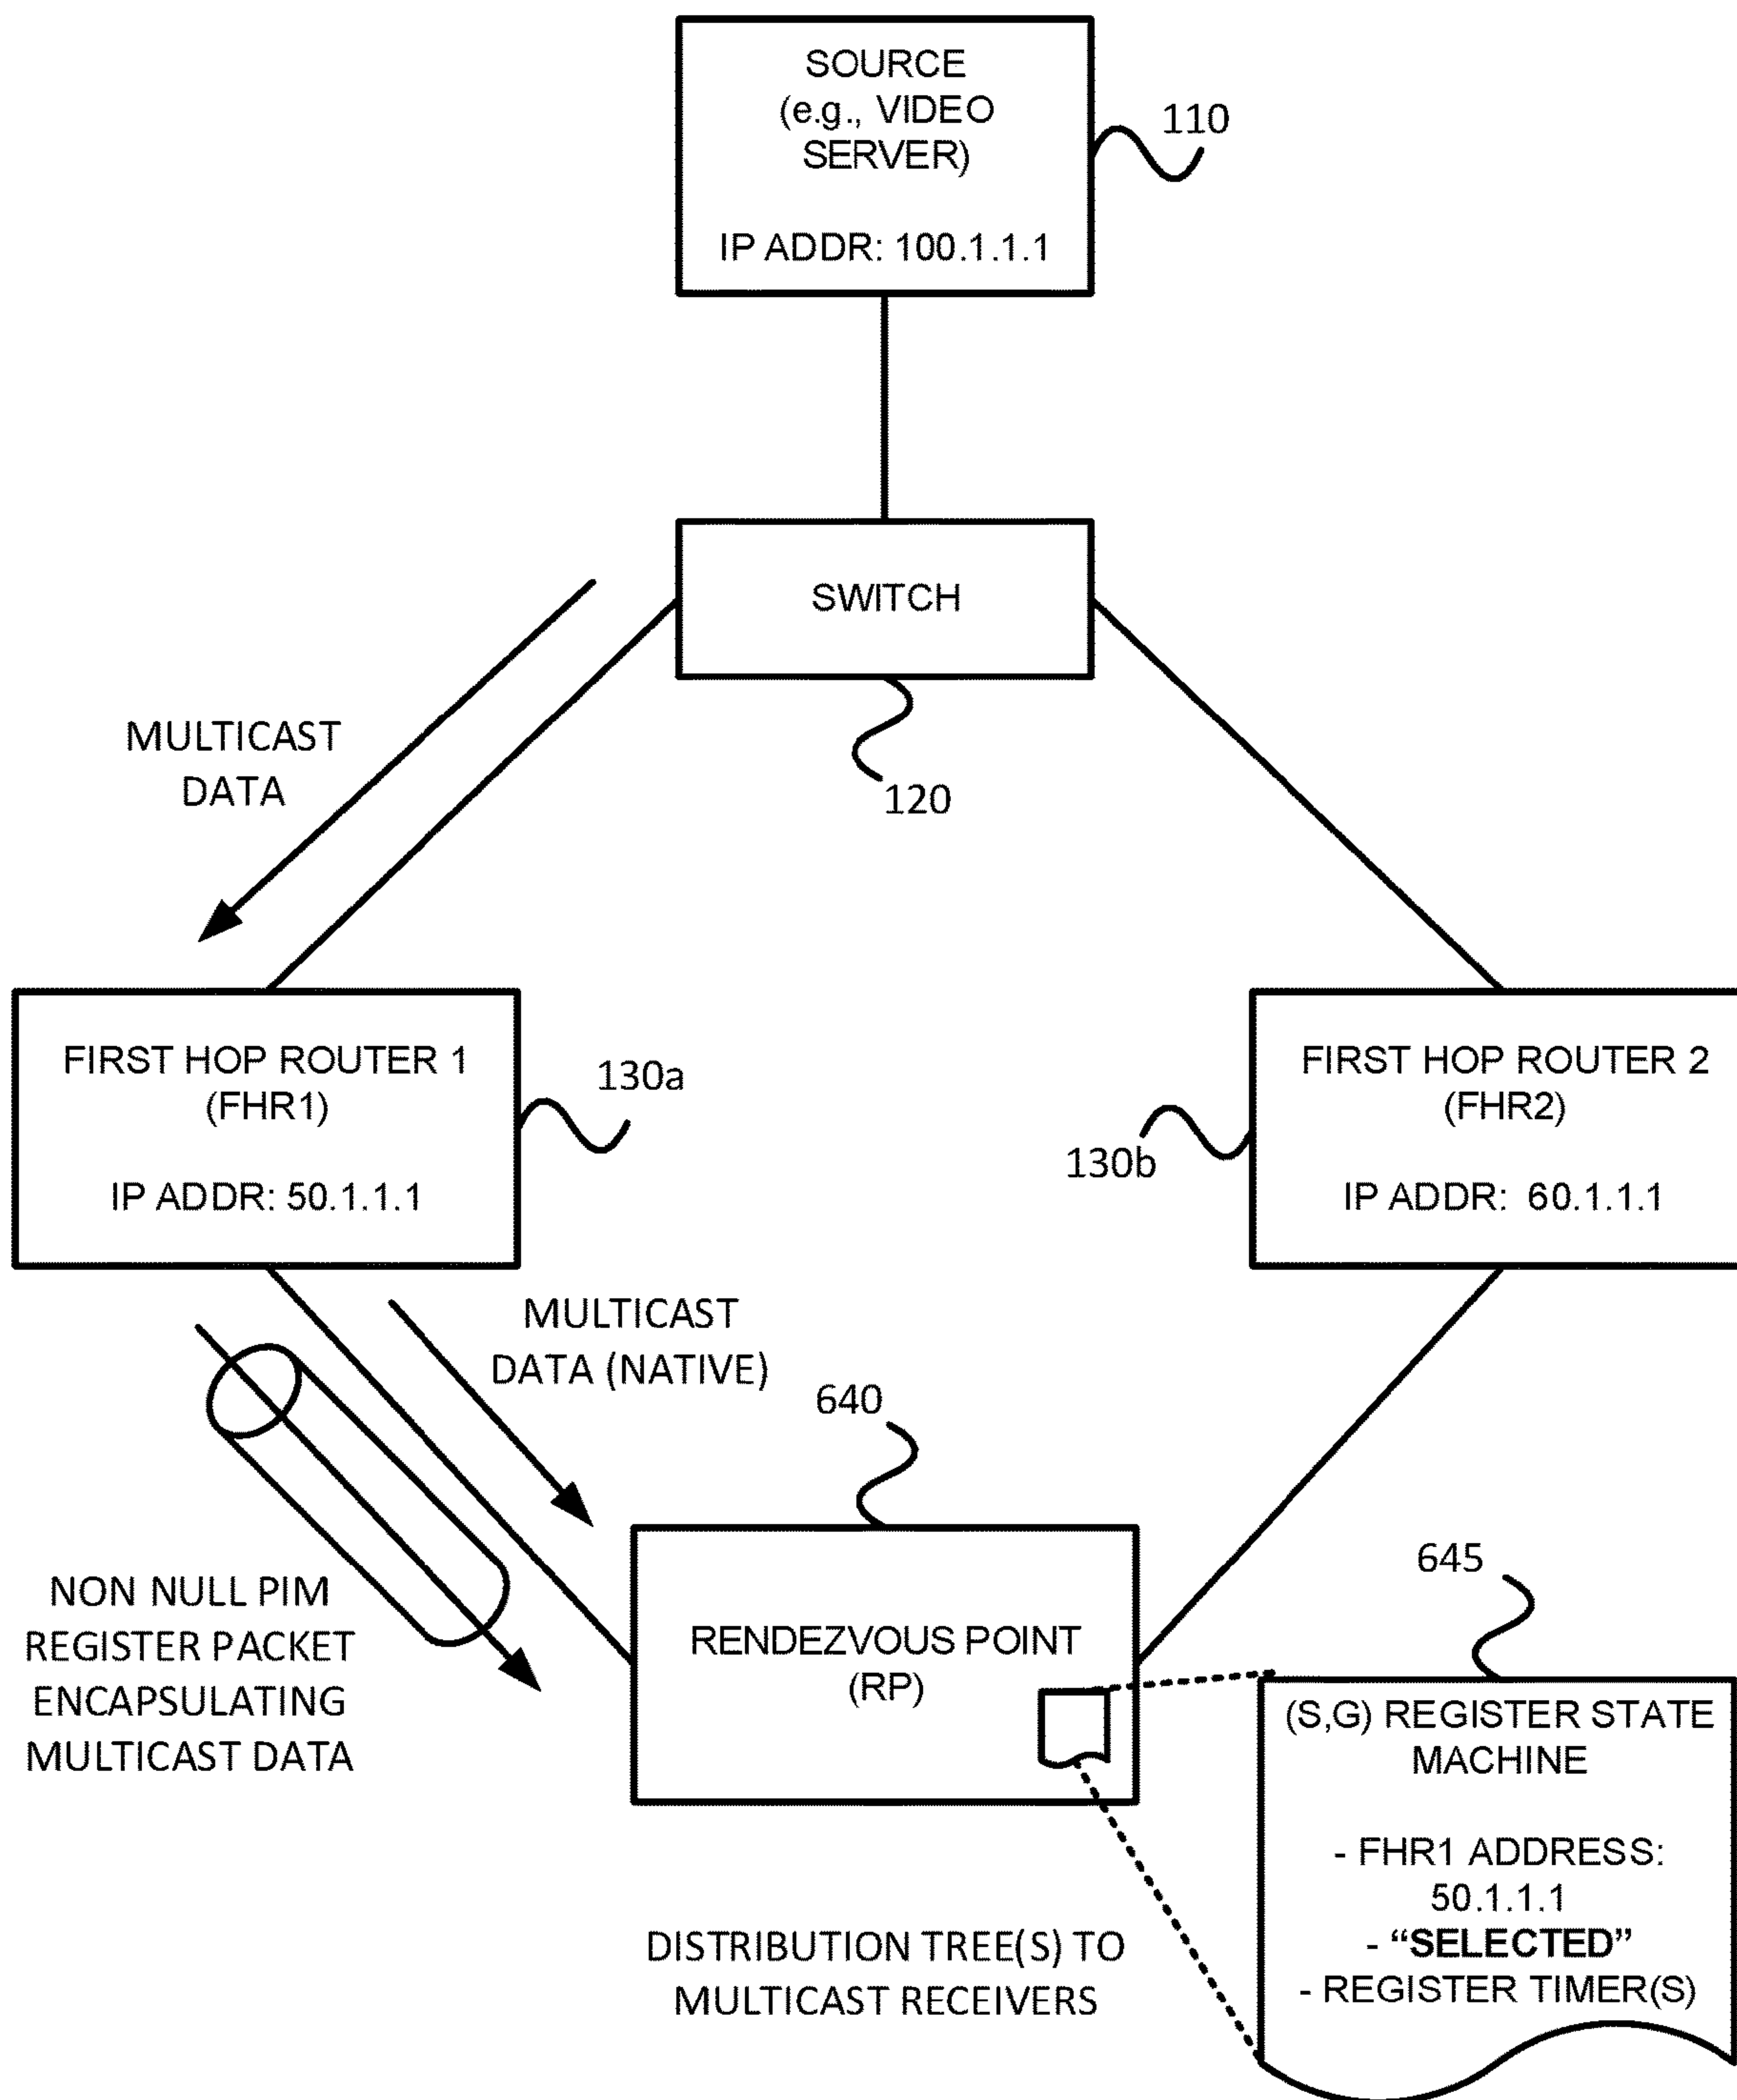 SOURCE
(e.g., VIDEO
SERVER)
IP ADDR: 100.1.1.1
110
SWITCH
120
MULTICAST
DATA
FIRST HOP ROUTER 1
(FHR1)
IP ADDR: 50.1.1.1
130a
FIRST HOP ROUTER 2
(FHR2)
IP ADDR: 60.1.1.1
130b
MULTICAST
DATA (NATIVE)
NON NULL PIM
REGISTER PACKET
ENCAPSULATING
MULTICAST DATA
640
RENDEZVOUS POINT
(RP)
645
(S,G) REGISTER STATE
MACHINE
- FHR1 ADDRESS:
50.1.1.1
- “SELECTED”
- REGISTER TIMER(S)
DISTRIBUTION TREE(S) TO
MULTICAST RECEIVERS